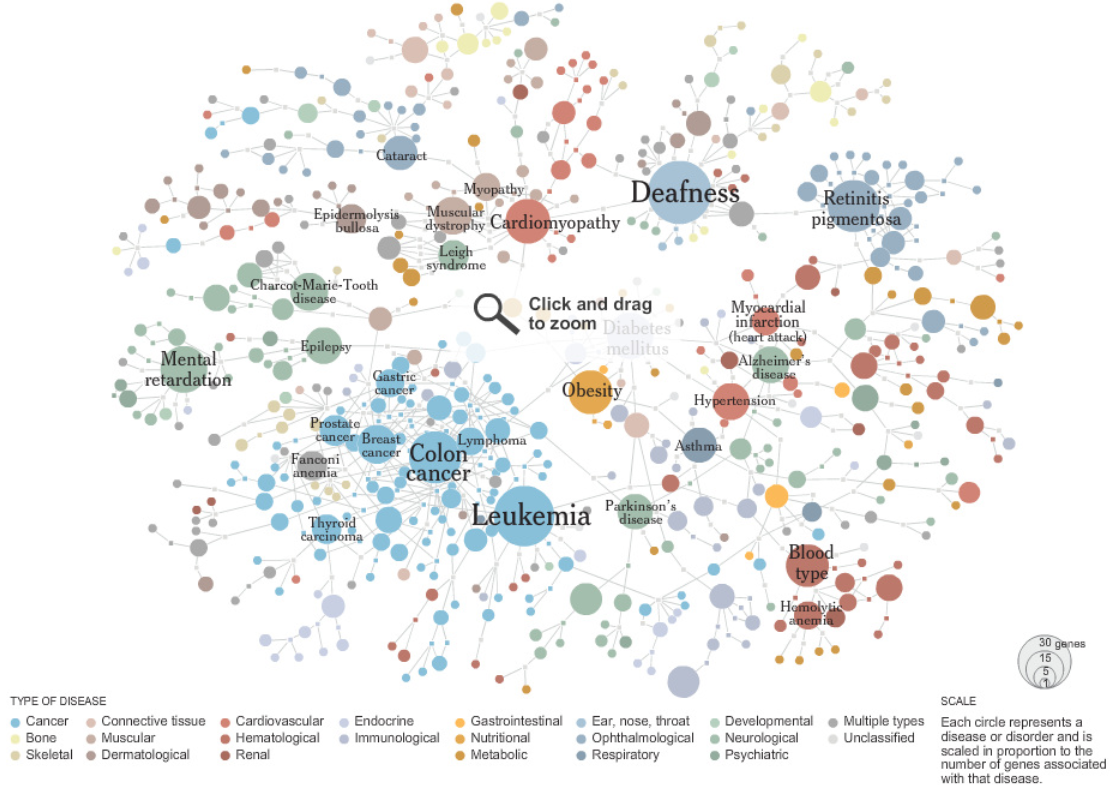 Deafness
Cataract
Myopathy
Retinitis
pigmentosa
Epidermolysis
bullosa
Muscular
dystrophy
Cardiomyopathy
Leigh
syndrome
Charcot-Marie-Tooth
disease
Click and drag
to zoom
Diabetes
mellitus
Myocardial
infarction
(heart attack)
Epilepsy
Mental
retardation
Alzheimer's
disease
Gastric
cancer
Obesity
Hypertension
Prostate
cancer
Breast
cancer
Lymphoma
Colon
cancer
Asthma
Fanconi
anemia
Leukemia
Parkinson's
disease
Thyroid
carcinoma
Blood
type
Hemolytic
anemia
30 genes
15
5
1
TYPE OF DISEASE
Cancer
Bone
Skeletal
Connective tissue
Muscular
Dermatological
Cardiovascular
Hematological
Renal
Endocrine
Immunological
Gastrointestinal
Nutritional
Metabolic
Ear, nose, throat
Ophthalmological
Respiratory
Developmental
Neurological
Psychiatric
Multiple types
Unclassified
SCALE
Each circle represents a
disease or disorder and is
scaled in proportion to the
number of genes associated
with that disease.